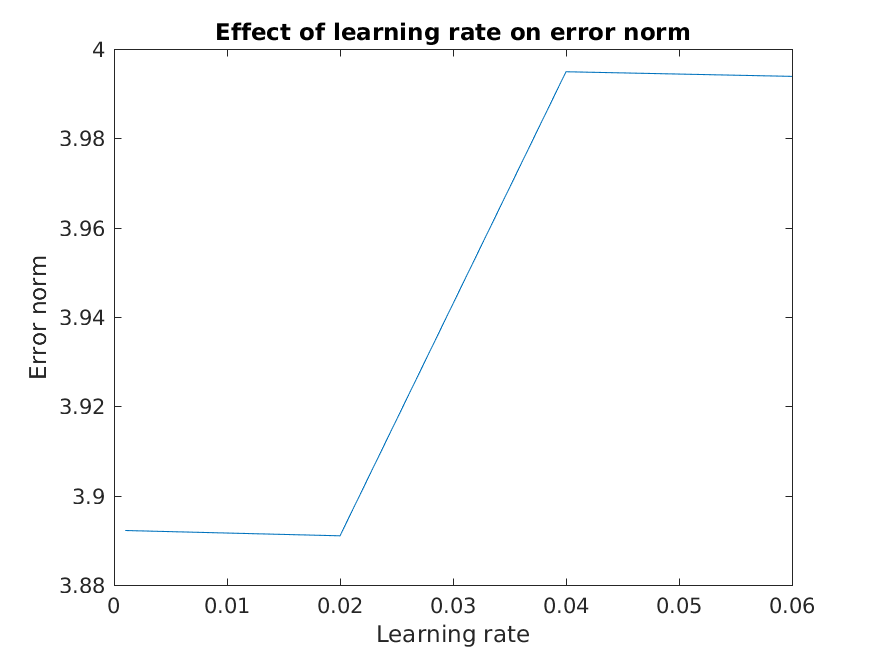 Effect of learning rate on error norm
4
3.98
3.96
3.94
3.92
3.9
3.88
Error norm
0 0.01 0.02 0.03 0.04 0.05 0.06
Learning rate